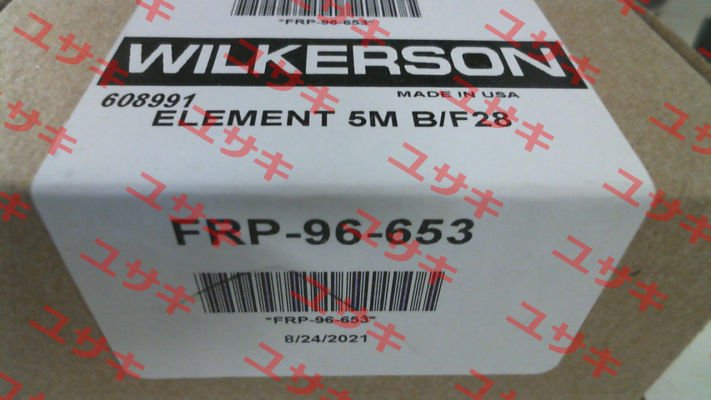 "FRP-96-653"
WILKERSON
608991
MADE IN USA
ELEMENT 5M B/F28
FRP-96-653
"FRP-96-653"
8/24/2021
ユサキ